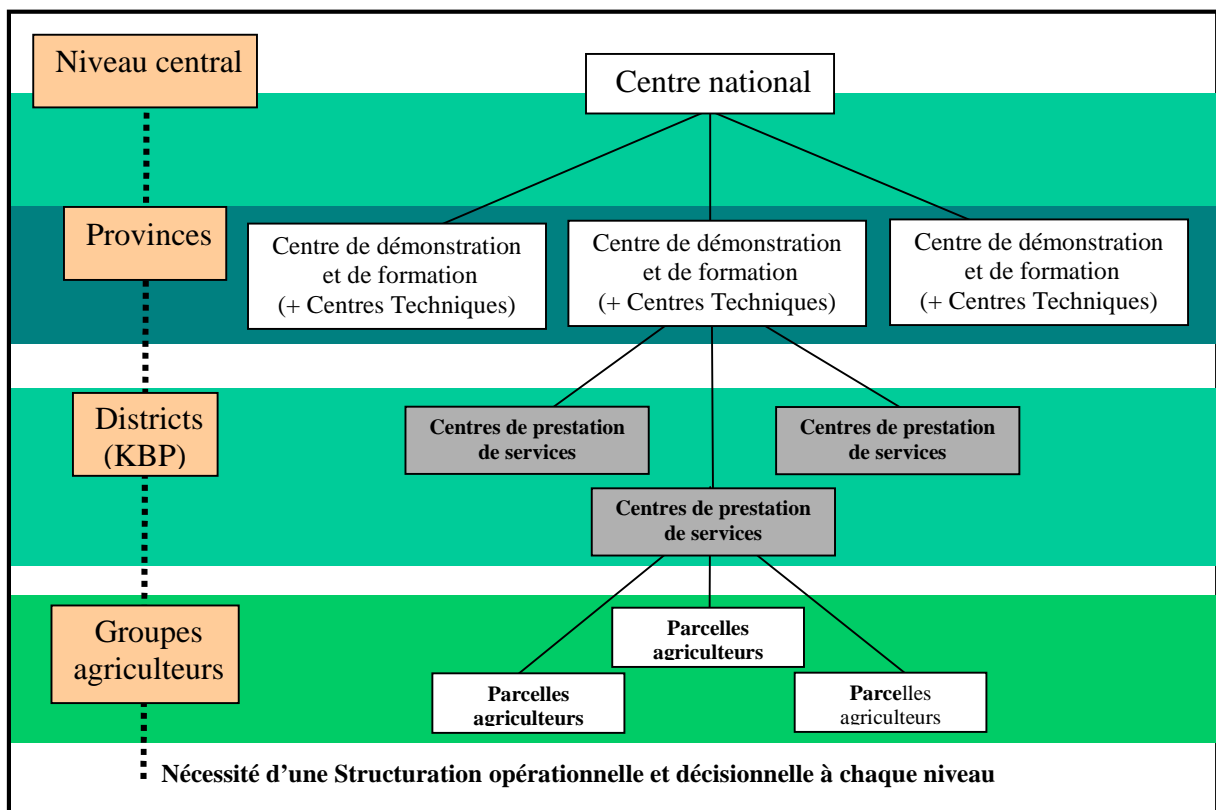 Niveau central
Centre national
Provinces
Centre de démonstration
et de formation
(+ Centres Techniques)
Centre de démonstration
et de formation
(+ Centres Techniques)
Centre de démonstration
et de formation
(+ Centres Techniques)
Districts
(KBP)
Centres de prestation
de services
Centres de prestation
de services
Centres de prestation
de services
Groupes
agriculteurs
Parcelles
agriculteurs
Parcelles
agriculteurs
Parcelles
agriculteurs
Nécessité d'une Structuration opérationnelle et décisionnelle à chaque niveau